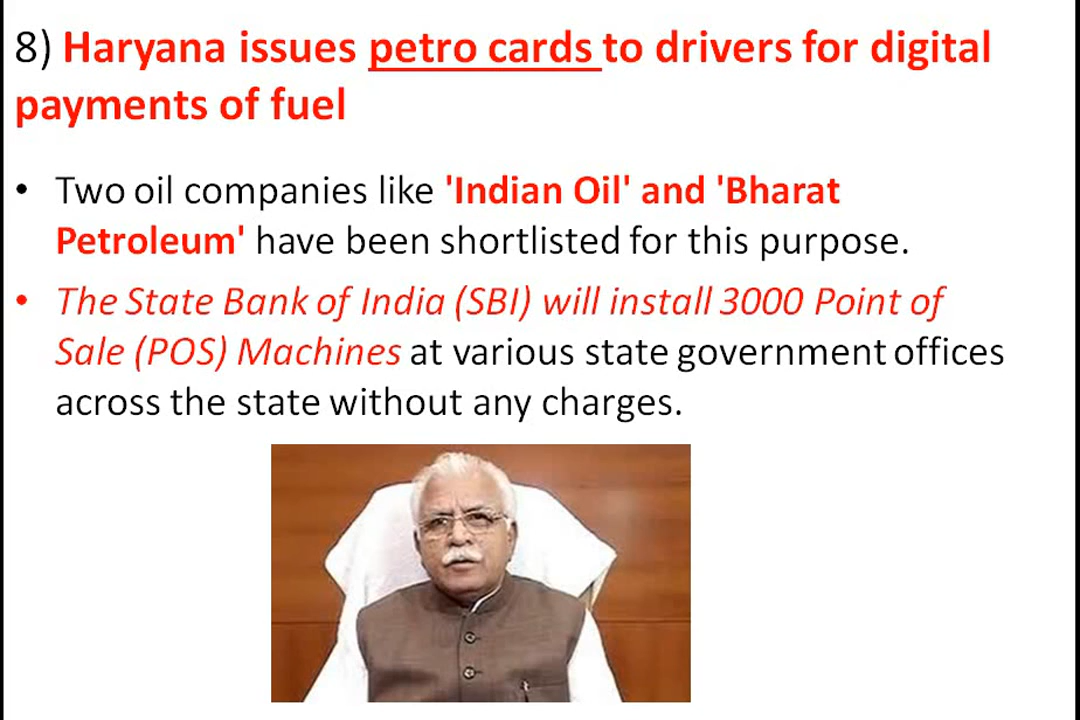 8) Haryana issues petro cards to drivers for digital
payments of fuel
• Two oil companies like 'Indian Oil' and 'Bharat
Petroleum' have been shortlisted for this purpose.
• The State Bank of India (SBI) will install 3000 Point of
Sale (POS) Machines at various state government offices
across the state without any charges.